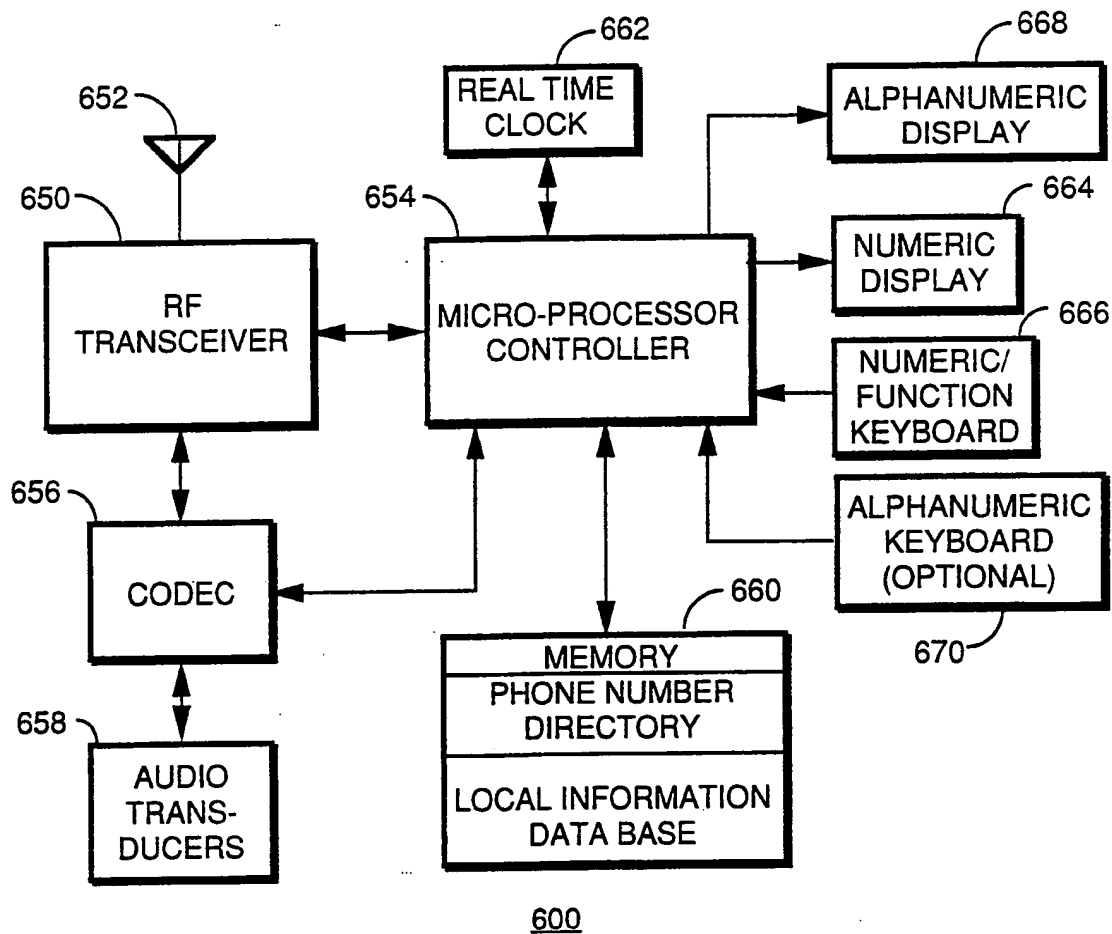 662
REAL TIME
CLOCK
668
ALPHANUMERIC
DISPLAY
652
650
RF
TRANSCEIVER
654
MICRO-PROCESSOR
CONTROLLER
664
NUMERIC
DISPLAY
666
NUMERIC/
FUNCTION
KEYBOARD
656
CODEC
ALPHANUMERIC
KEYBOARD
(OPTIONAL)
670
660
MEMORY
PHONE NUMBER
DIRECTORY
LOCAL INFORMATION
DATA BASE
658
AUDIO
TRANS-
DUCERS
600